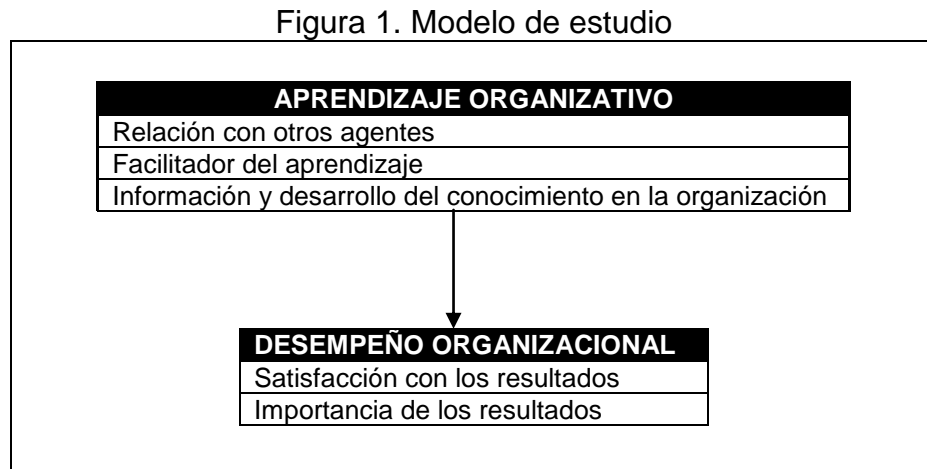 Figura 1. Modelo de estudio
APRENDIZAJE ORGANIZATIVO
Relación con otros agentes
Facilitador del aprendizaje
Información y desarrollo del conocimiento en la organización
DESEMPEÑO ORGANIZACIONAL
Satisfacción con los resultados
Importancia de los resultados